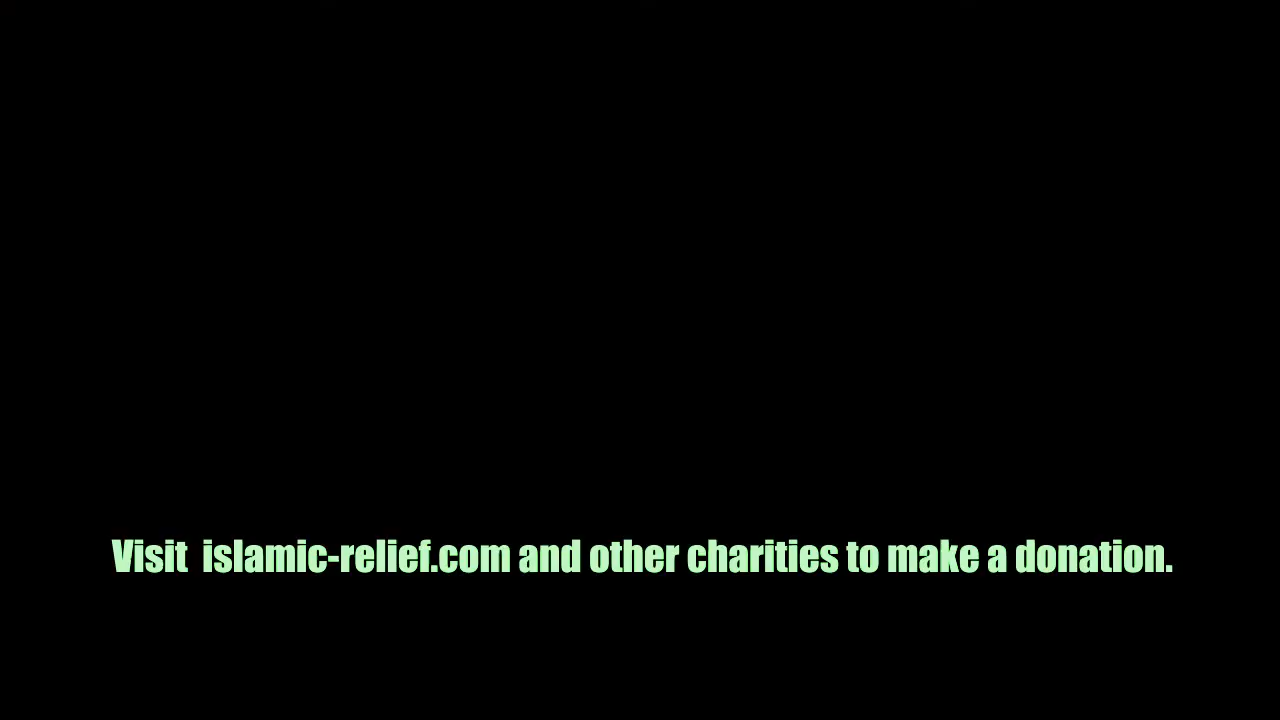 Visit  islamic-relief.com and other charities to make a donation.